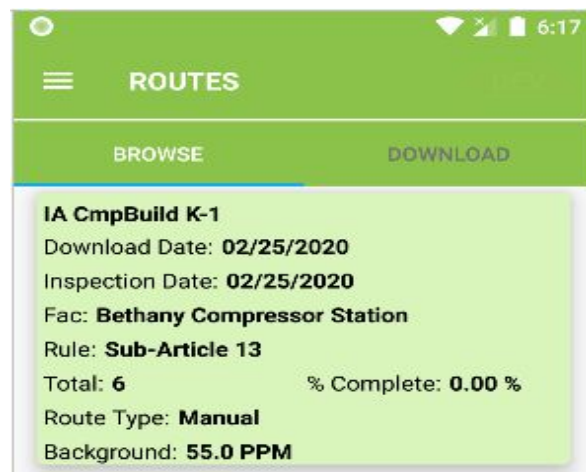 6:17
ROUTES
BROWSE DOWNLOAD
IA CmpBuild K-1
Download Date: 02/25/2020
Inspection Date: 02/25/2020
Fac: Bethany Compressor Station
Rule: Sub-Article 13
Total: 6 % Complete: 0.00 %
Route Type: Manual
Background: 55.0 PPM